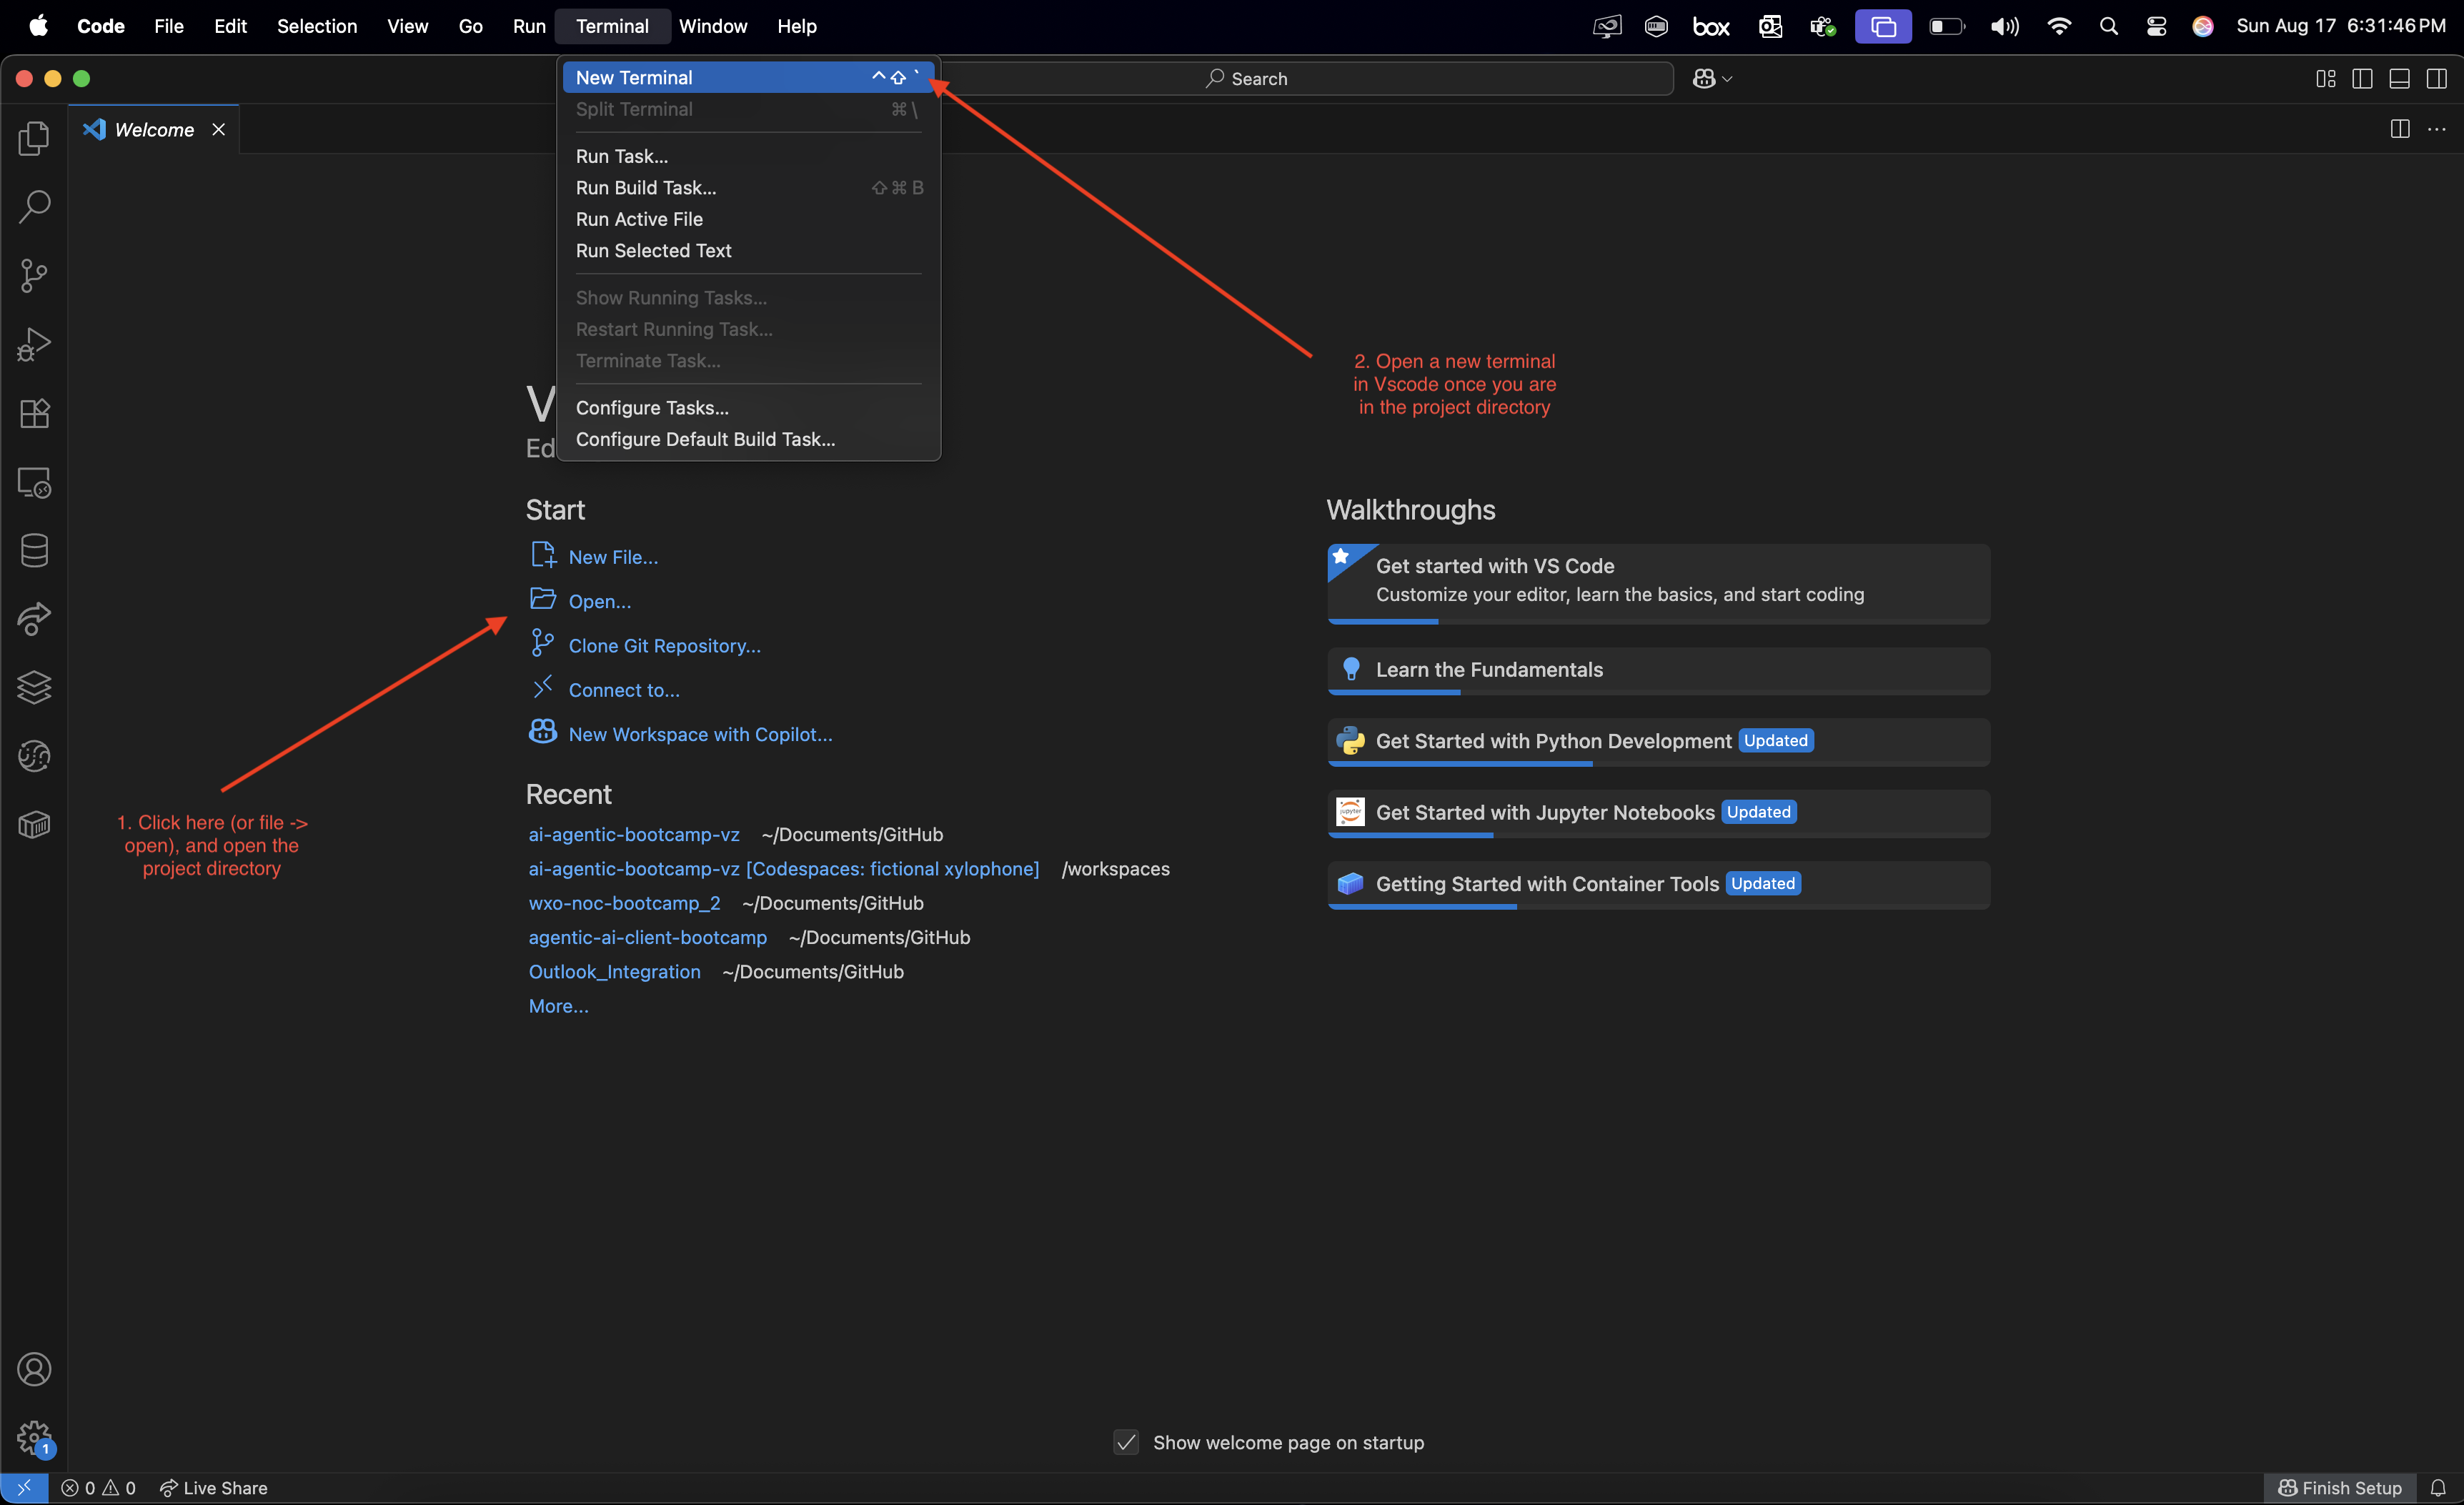 Code File Edit Selection View Go Run Terminal Window Help box Sun Aug 17 6:31:46 PM
New Terminal ^⇧`
Search
Split Terminal ⌘\
Welcome
Run Task...
Run Build Task... ⇧⌘B
Run Active File
Run Selected Text
Show Running Tasks...
Restart Running Task...
Terminate Task...
Configure Tasks...
Configure Default Build Task...
2. Open a new terminal
in Vscode once you are
in the project directory
V
Ed
Start
New File...
Open...
Clone Git Repository...
Connect to...
New Workspace with Copilot...
1. Click here (or file ->
open), and open the
project directory
Recent
ai-agentic-bootcamp-vz ~/Documents/GitHub
ai-agentic-bootcamp-vz [Codespaces: fictional xylophone] /workspaces
wxo-noc-bootcamp_2 ~/Documents/GitHub
agentic-ai-client-bootcamp ~/Documents/GitHub
Outlook_Integration ~/Documents/GitHub
More...
Walkthroughs
Get started with VS Code
Customize your editor, learn the basics, and start coding
Learn the Fundamentals
Get Started with Python Development Updated
jupyter
Get Started with Jupyter Notebooks Updated
Getting Started with Container Tools Updated
Show welcome page on startup
1
0 0 Live Share Finish Setup